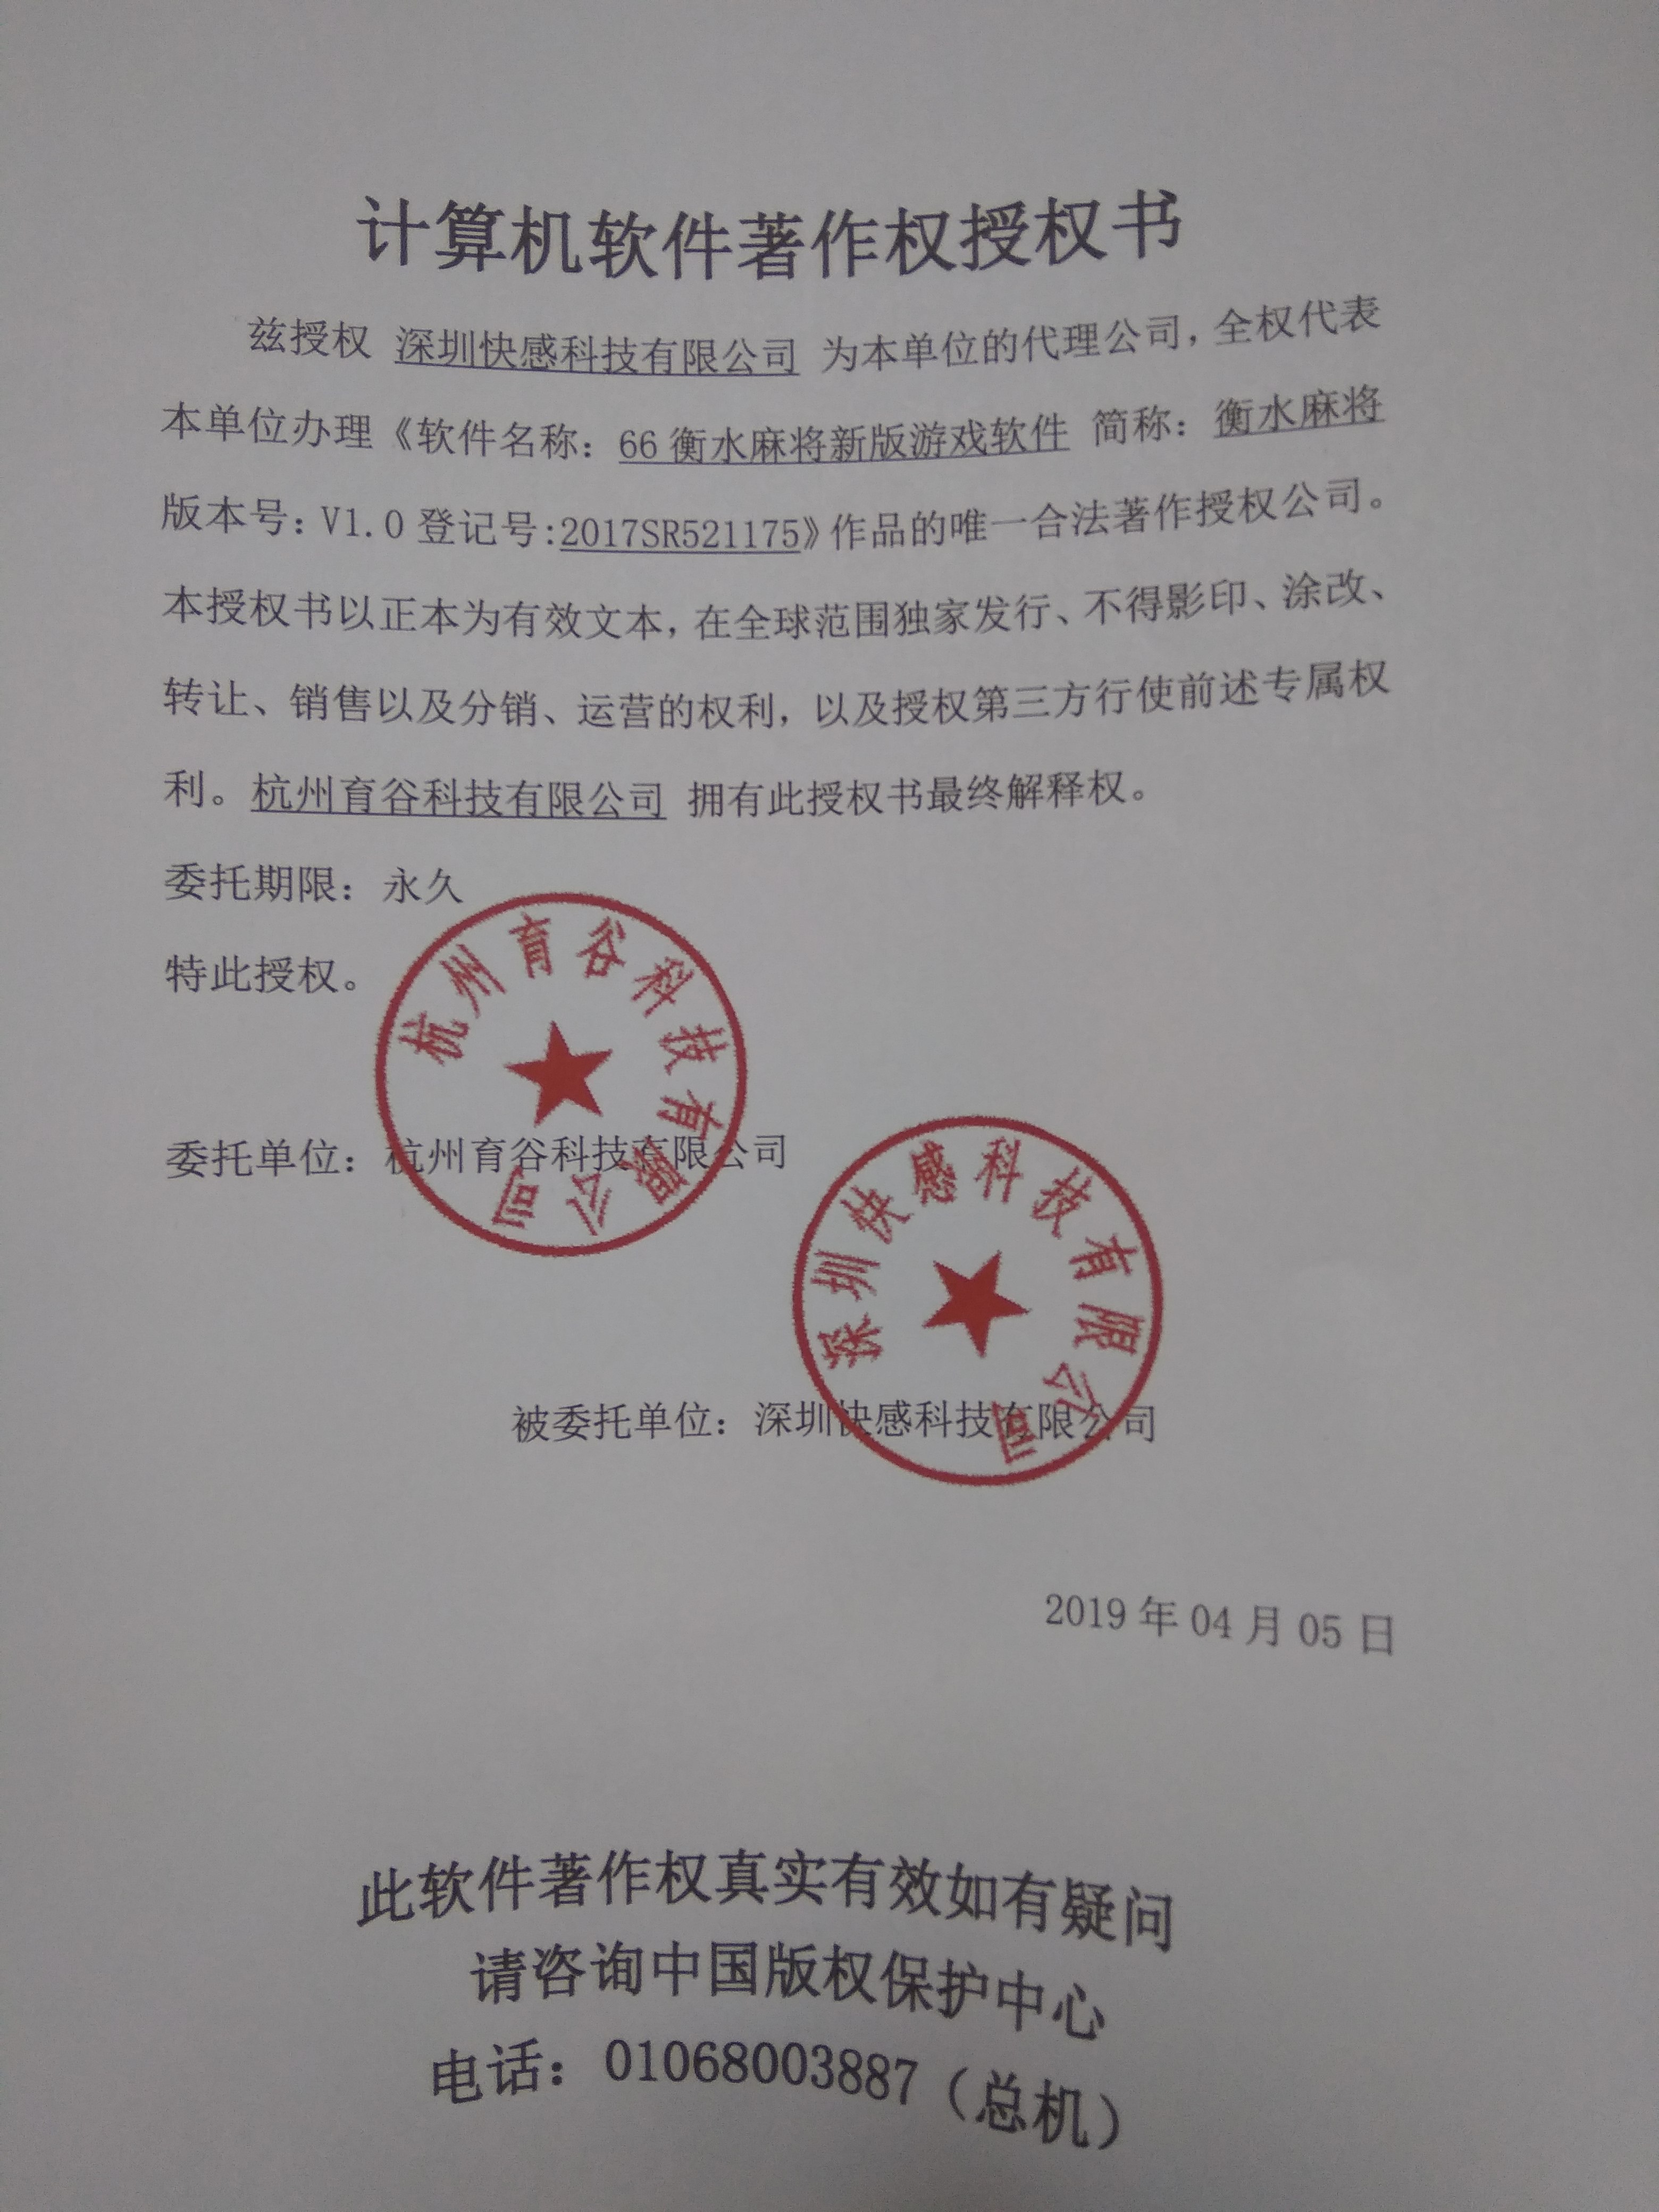 计算机软件著作权授权书
兹授权 深圳快感科技有限公司 为本单位的代理公司，全权代表
本单位办理《软件名称：66衡水麻将新版游戏软件 简称：衡水麻将
版本号：V1.0 登记号:2017SR521175》作品的唯一合法著作授权公司。
本授权书以正本为有效文本，在全球范围独家发行、不得影印、涂改、
转让、销售以及分销、运营的权利，以及授权第三方行使前述专属权
利。杭州育谷科技有限公司 拥有此授权书最终解释权。
委托期限：永久
特此授权。
杭州育谷科技有限公司
委托单位：杭州育谷科技有限公司
深圳快感科技有限公司
被委托单位：深圳快感科技有限公司
2019年04月05日
此软件著作权真实有效如有疑问
请咨询中国版权保护中心
电话：01068003887（总机）